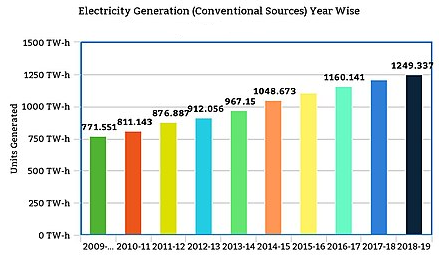 Electricity Generation (Conventional Sources) Year Wise
1500 TW-h
1250 TW-h
1000 TW-h
750 TW-h
500 TW-h
250 TW-h
0 TW-h
Units Generated
771.551
811.143
876.887
912.056
967.15
1048.673
1160.141
1249.337
2009-... 2010-11 2011-12 2012-13 2013-14 2014-15 2015-16 2016-17 2017-18 2018-19